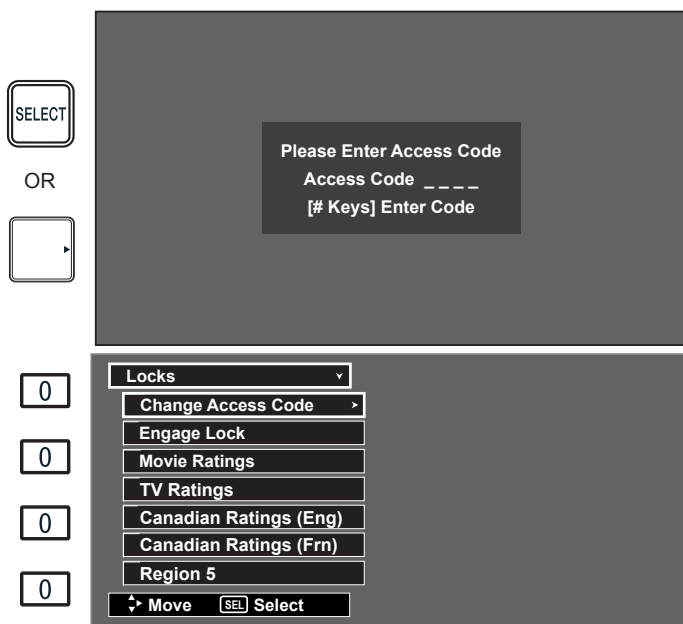 SELECT
OR
Please Enter Access Code
Access Code _ _ _ _
[# Keys] Enter Code
0
0
0
0
Locks
Change Access Code
Engage Lock
Movie Ratings
TV Ratings
Canadian Ratings (Eng)
Canadian Ratings (Frn)
Region 5
Move SEL Select